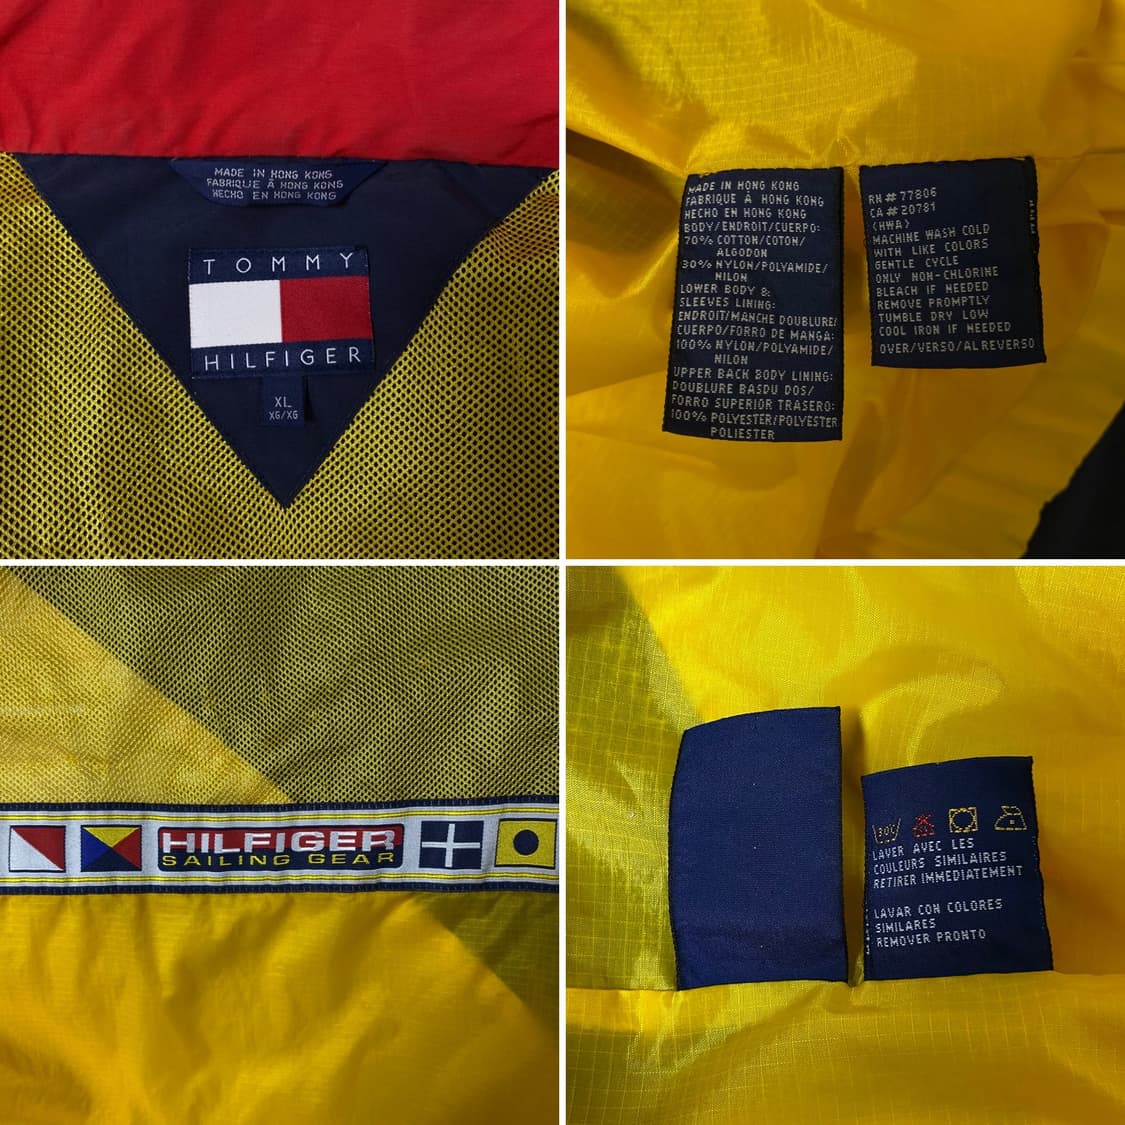 MADE IN HONG KONG
FABRIQUE À HONG KONG
HECHO EN HONG KONG
TOMMY
HILFIGER
XL
XG/XG
MADE IN HONG KONG
FABRIQUE À HONG KONG
HECHO EN HONG KONG
BODY/ENDROIT/CUERPO:
70% COTTON/COTON/
ALGODON
30% NYLON/POLYAMIDE/
NILON
LOWER BODY &
SLEEVES LINING:
ENDROIT/MANCHE DOUBLURE/
CUERPO/FORRO DE MANGA:
100% NYLON/POLYAMIDE/
NILON
UPPER BACK BODY LINING:
DOUBLURE BASDU DOS/
FORRO SUPERIOR TRASERO:
100% POLYESTER/POLYESTER
POLIESTER
RN # 77806
CA # 20781
<HWA>
MACHINE WASH COLD
WITH LIKE COLORS
GENTLE CYCLE
ONLY NON-CHLORINE
BLEACH IF NEEDED
REMOVE PROMPTLY
TUMBLE DRY LOW
COOL IRON IF NEEDED
OVER/VERSO/AL REVERSO
HILFIGER
SAILING GEAR
30C
LAVER AVEC LES
COULEURS SIMILAIRES
RETIRER IMMEDIATEMENT
LAVAR CON COLORES
SIMILARES
REMOVER PRONTO